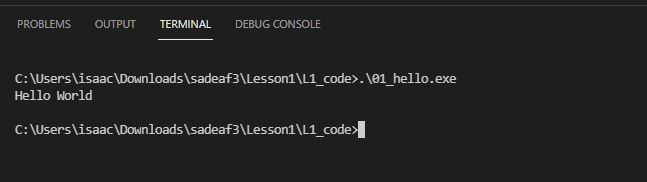 PROBLEMS OUTPUT TERMINAL DEBUG CONSOLE
C:\Users\isaac\Downloads\sadeaf3\Lesson1\L1_code>.\01_hello.exe
Hello World
C:\Users\isaac\Downloads\sadeaf3\Lesson1\L1_code>